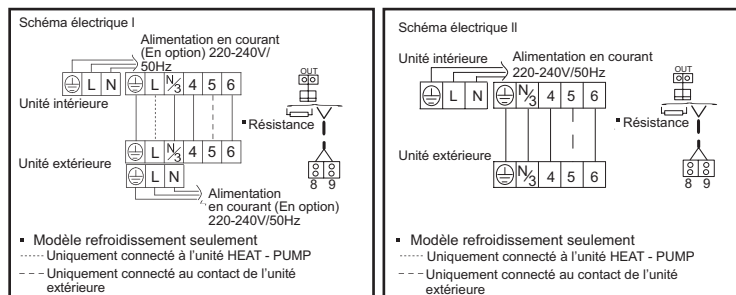 Schéma électrique I
Alimentation en courant
(En option) 220-240V/
50Hz
L N L N/3 4 5 6
Unité intérieure
OUT
▪ Résistance
Unité extérieure
L N/3 4 5 6
L N
8 9
Alimentation
en courant (En option)
220-240V/50Hz
▪ Modèle refroidissement seulement
······ Uniquement connecté à l'unité HEAT - PUMP
– – – Uniquement connecté au contact de l'unité
extérieure
Schéma électrique II
Unité intérieure
Alimentation en courant
220-240V/50Hz
L N N/3 4 5 6
OUT
▪ Résistance
Unité extérieure
N/3 4 5 6
8 9
▪ Modèle refroidissement seulement
······ Uniquement connecté à l'unité HEAT - PUMP
– – – Uniquement connecté au contact de l'unité
extérieure